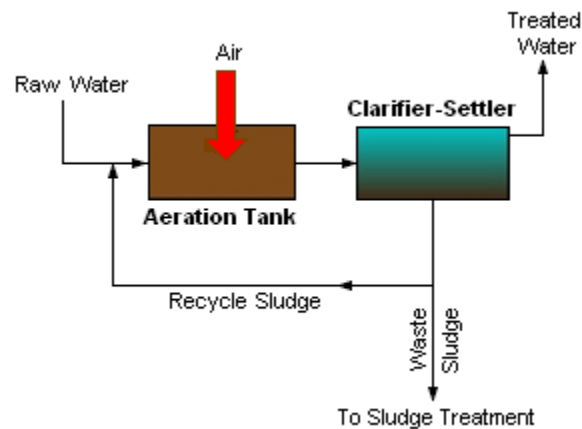 Treated
Water
Air
Raw Water
Clarifier-Settler
Aeration Tank
Recycle Sludge
Waste
Sludge
To Sludge Treatment